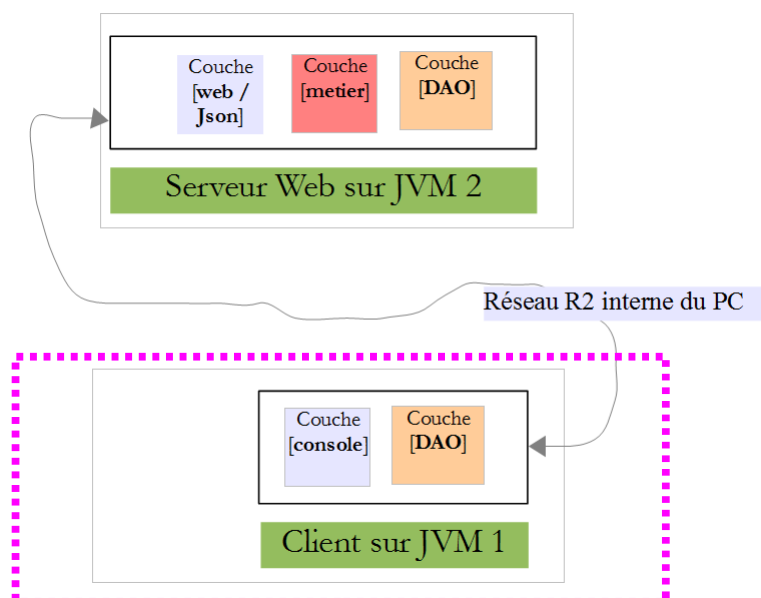 Couche
[web /
Json]
Couche
[metier]
Couche
[DAO]
Serveur Web sur JVM 2
Réseau R2 interne du PC
Couche
[console]
Couche
[DAO]
Client sur JVM 1